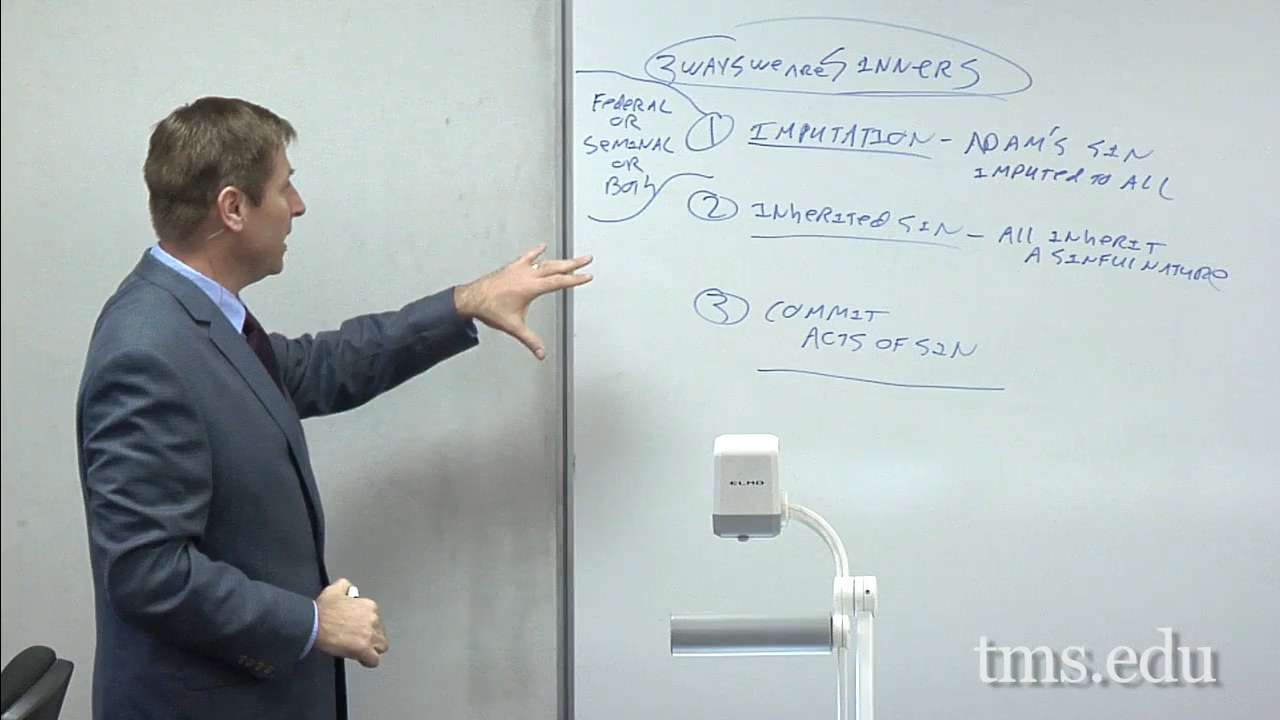 3 WAYS we ARE SINNeRS
FedeRAL
OR
SeMINAL
OR
BOTh
1 IMPUTATION - ADAM'S SIN
IMPUTed TO ALL
2 INheRITed SIN - ALL INheRIT
A SINFUL NATURe
3 COMMIT
ACTS OF SIN
ELMO
tms.edu